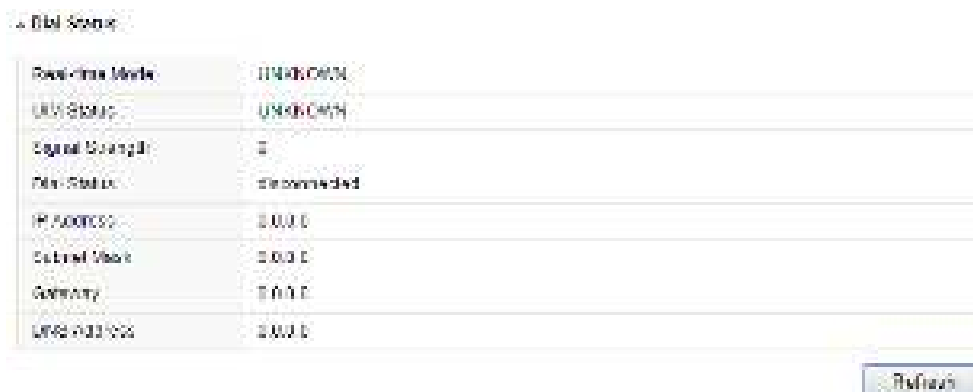 Dial Status
Real-time Mode UNKNOWN
UIM Status UNKNOWN
Signal Strength 0
Dial Status disconnected
IP Address 0.0.0.0
Subnet Mask 0.0.0.0
Gateway 0.0.0.0
DNS Address 0.0.0.0
Refresh